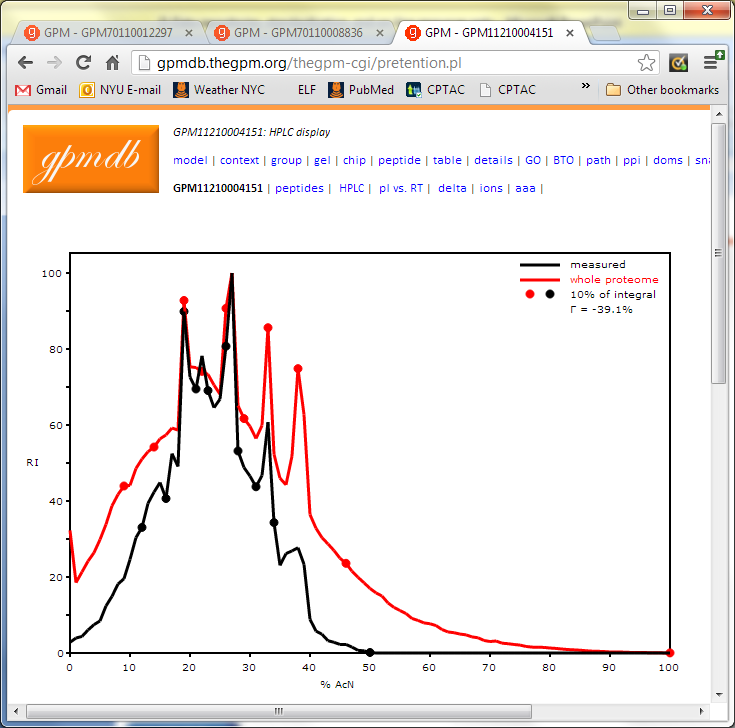 GPM - GPM70110012297
GPM - GPM70110008836
GPM - GPM11210004151
gpmdb.thegpm.org/thegpm-cgi/pretention.pl
Gmail NYU E-mail Weather NYC ELF PubMed CPTAC CPTAC » Other bookmarks
gpmdb
GPM11210004151: HPLC display
model | context | group | gel | chip | peptide | table | details | GO | BTO | path | ppi | doms |
GPM11210004151 | peptides | HPLC | pI vs. RT | delta | ions | aaa |
measured
whole proteome
10% of integral
Γ = -39.1%
100
80
60
RI
40
20
0
0 10 20 30 40 50 60 70 80 90 100
% AcN